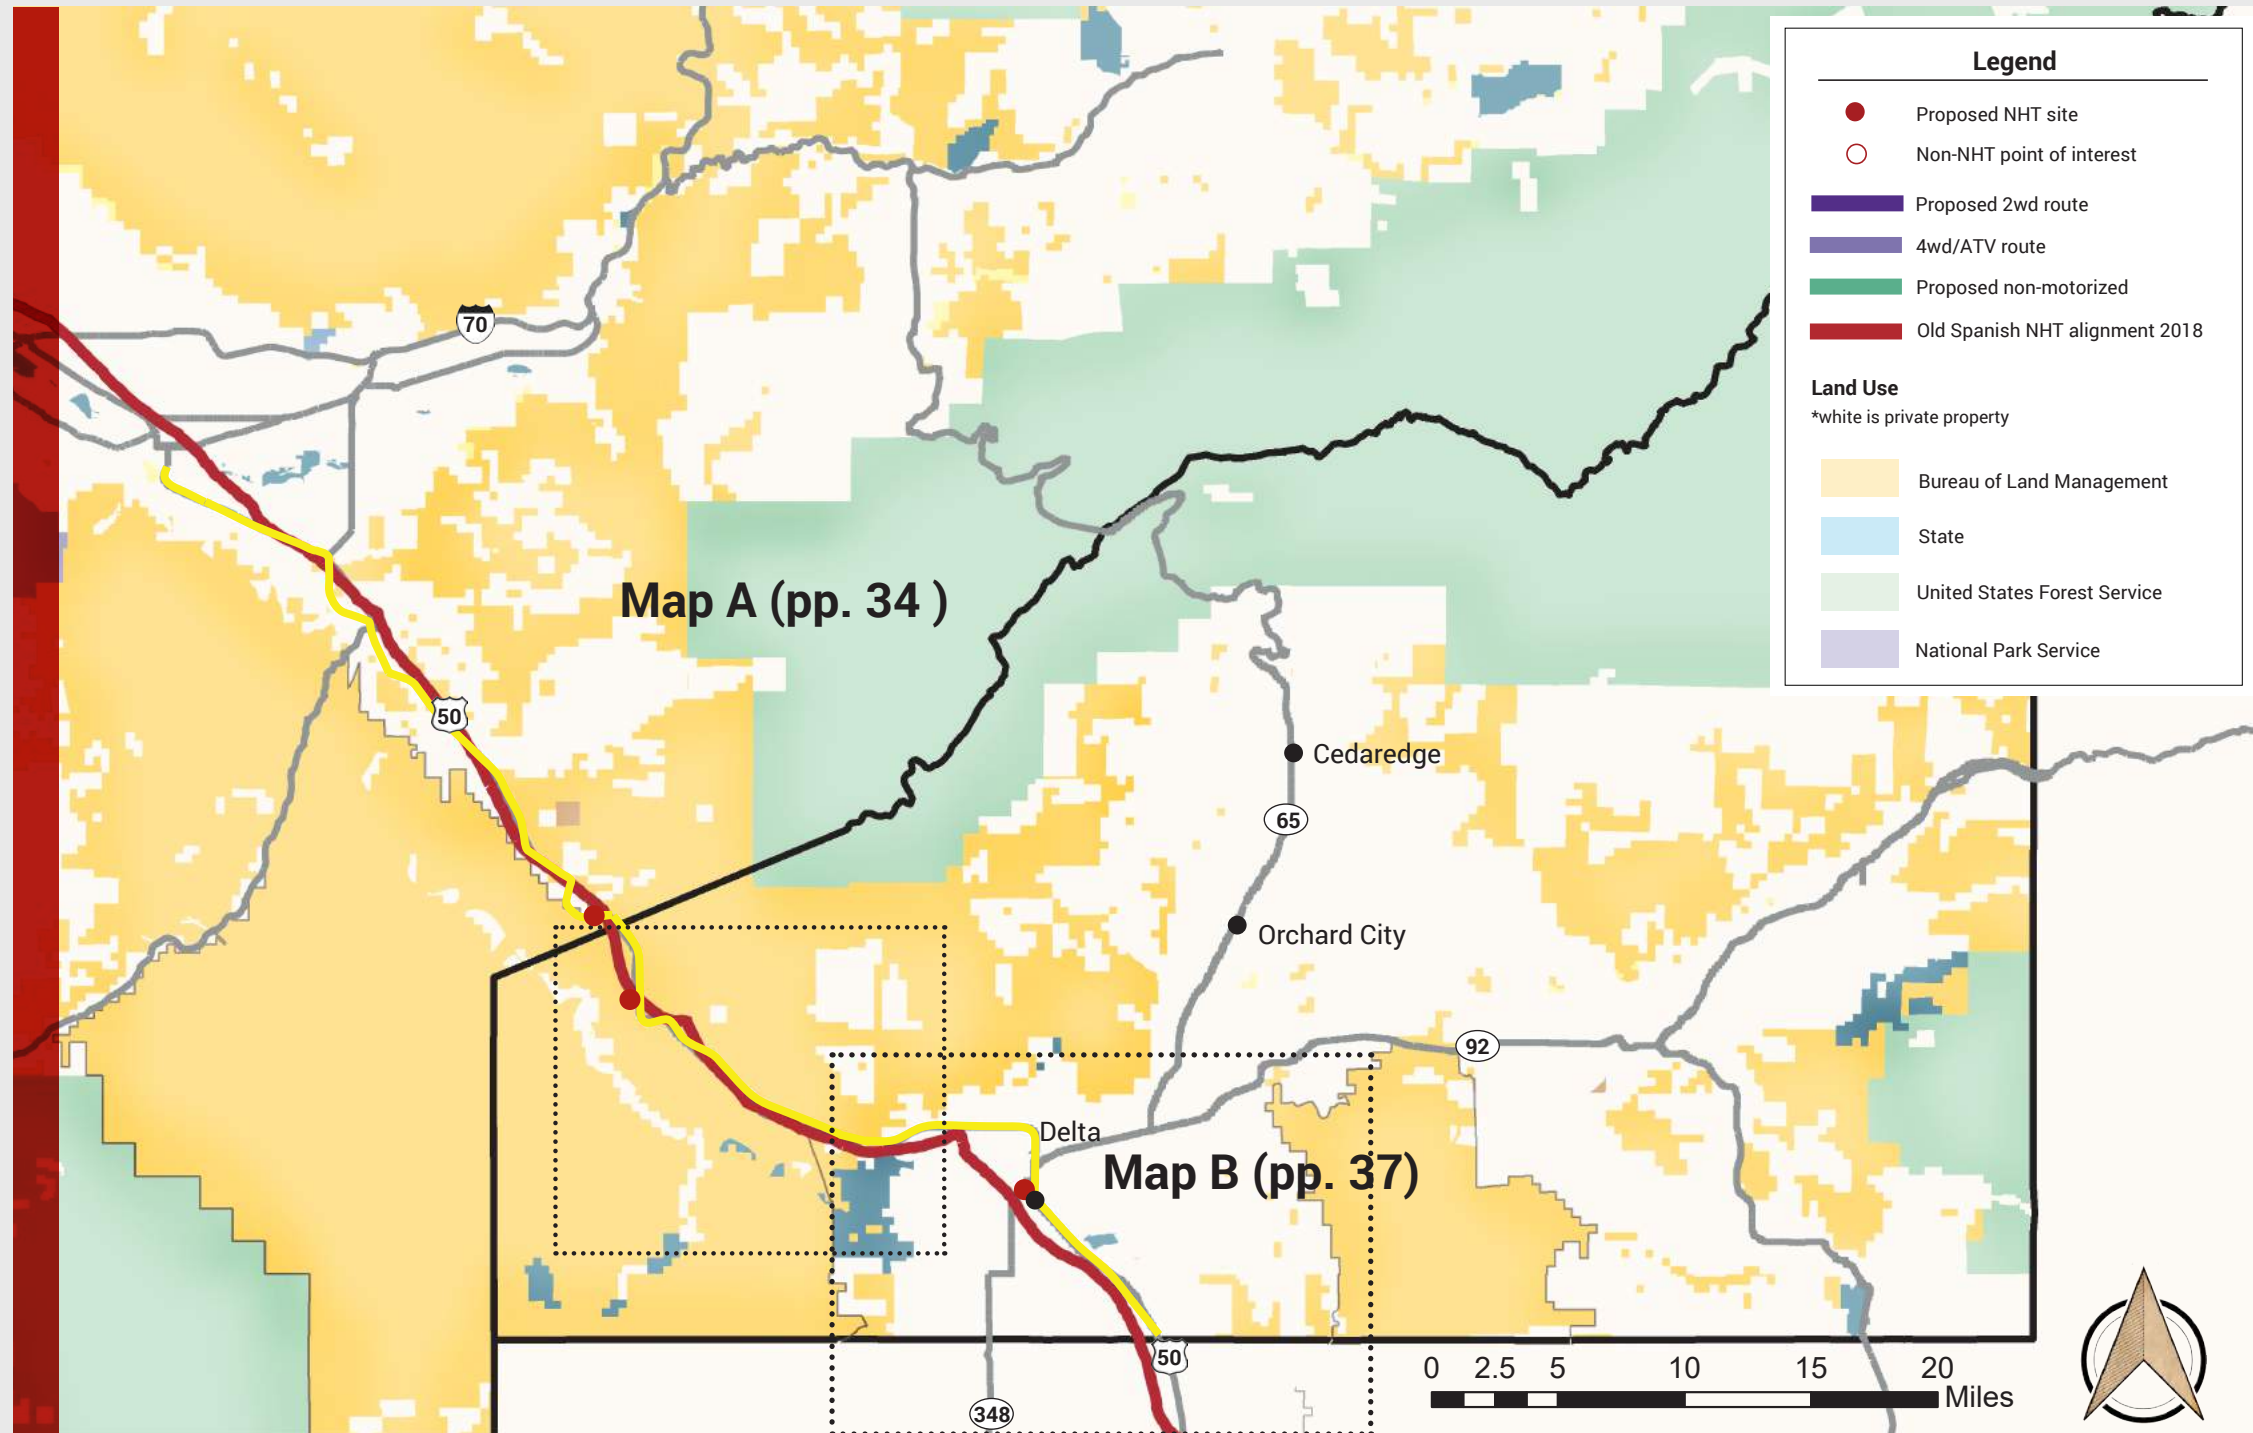 Legend
Proposed NHT site
Non-NHT point of interest
Proposed 2wd route
4wd/ATV route
Proposed non-motorized
Old Spanish NHT alignment 2018
Land Use
*white is private property
Bureau of Land Management
State
United States Forest Service
National Park Service
70
Map A (pp. 34 )
50
Cedaredge
65
Orchard City
92
Delta
Map B (pp. 37)
50
348
0 2.5 5 10 15 20
Miles